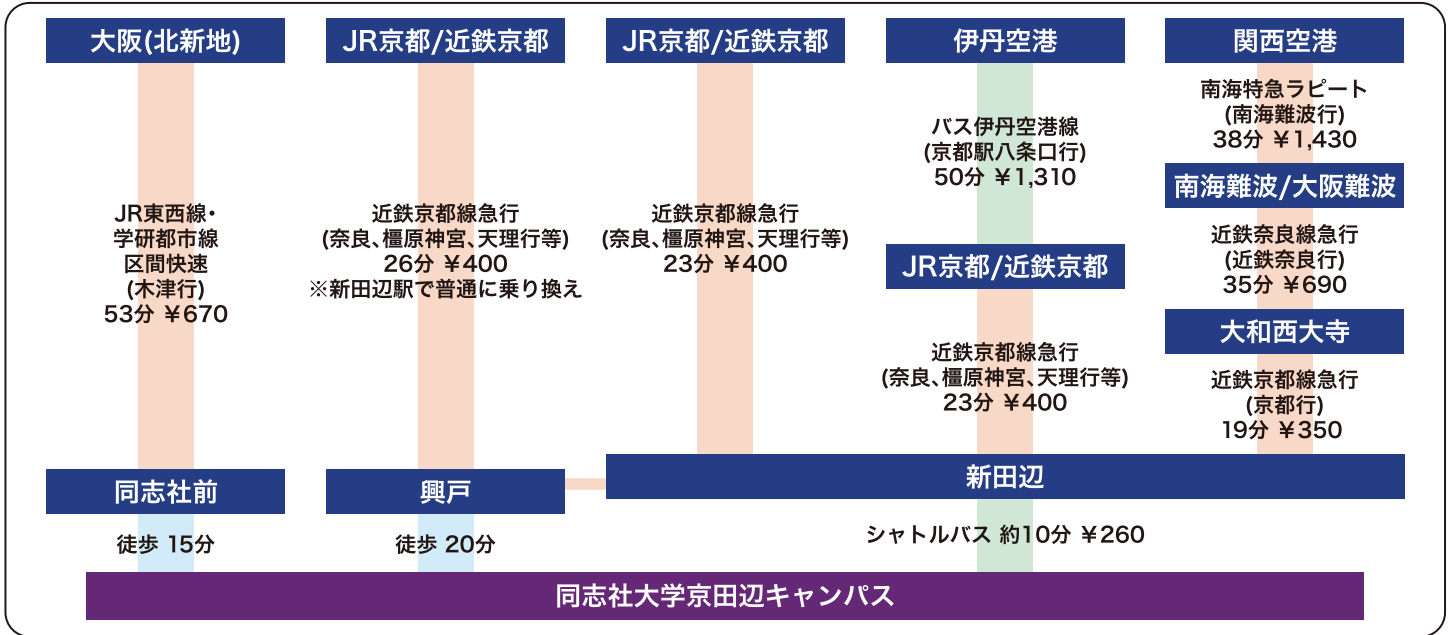 大阪(北新地)
JR東西線・
学研都市線
区間快速
(木津行)
53分 ¥670
同志社前
徒歩 15分
JR京都/近鉄京都
近鉄京都線急行
(奈良、橿原神宮、天理行等)
26分 ¥400
※新田辺駅で普通に乗り換え
興戸
徒歩 20分
JR京都/近鉄京都
近鉄京都線急行
(奈良、橿原神宮、天理行等)
23分 ¥400
伊丹空港
バス伊丹空港線
(京都駅八条口行)
50分 ¥1,310
JR京都/近鉄京都
近鉄京都線急行
(奈良、橿原神宮、天理行等)
23分 ¥400
関西空港
南海特急ラピート
(南海難波行)
38分 ¥1,430
南海難波/大阪難波
近鉄奈良線急行
(近鉄奈良行)
35分 ¥690
大和西大寺
近鉄京都線急行
(京都行)
19分 ¥350
新田辺
シャトルバス 約10分 ¥260
同志社大学京田辺キャンパス